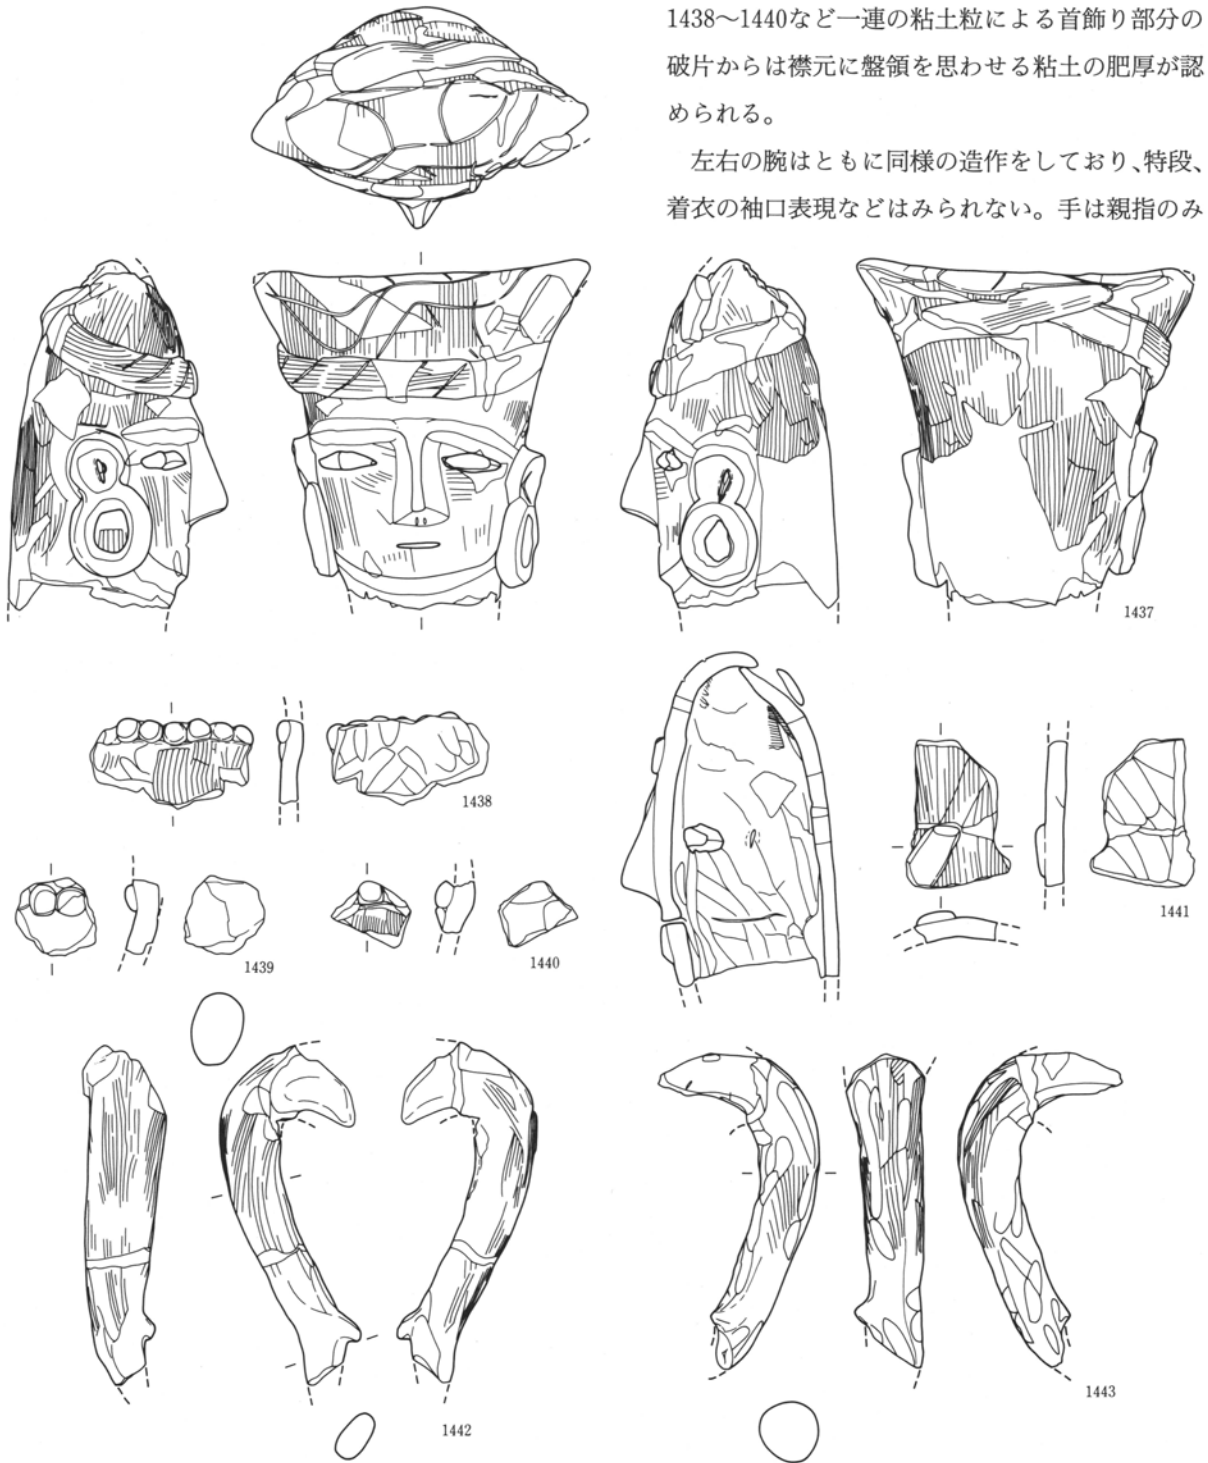 1438～1440など一連の粘土粒による首飾り部分の
破片からは襟元に盤領を思わせる粘土の肥厚が認
められる。
左右の腕はともに同様の造作をしており、特段、
着衣の袖口表現などはみられない。手は親指のみ
1437
1438
1439
1440
1441
1442
1443